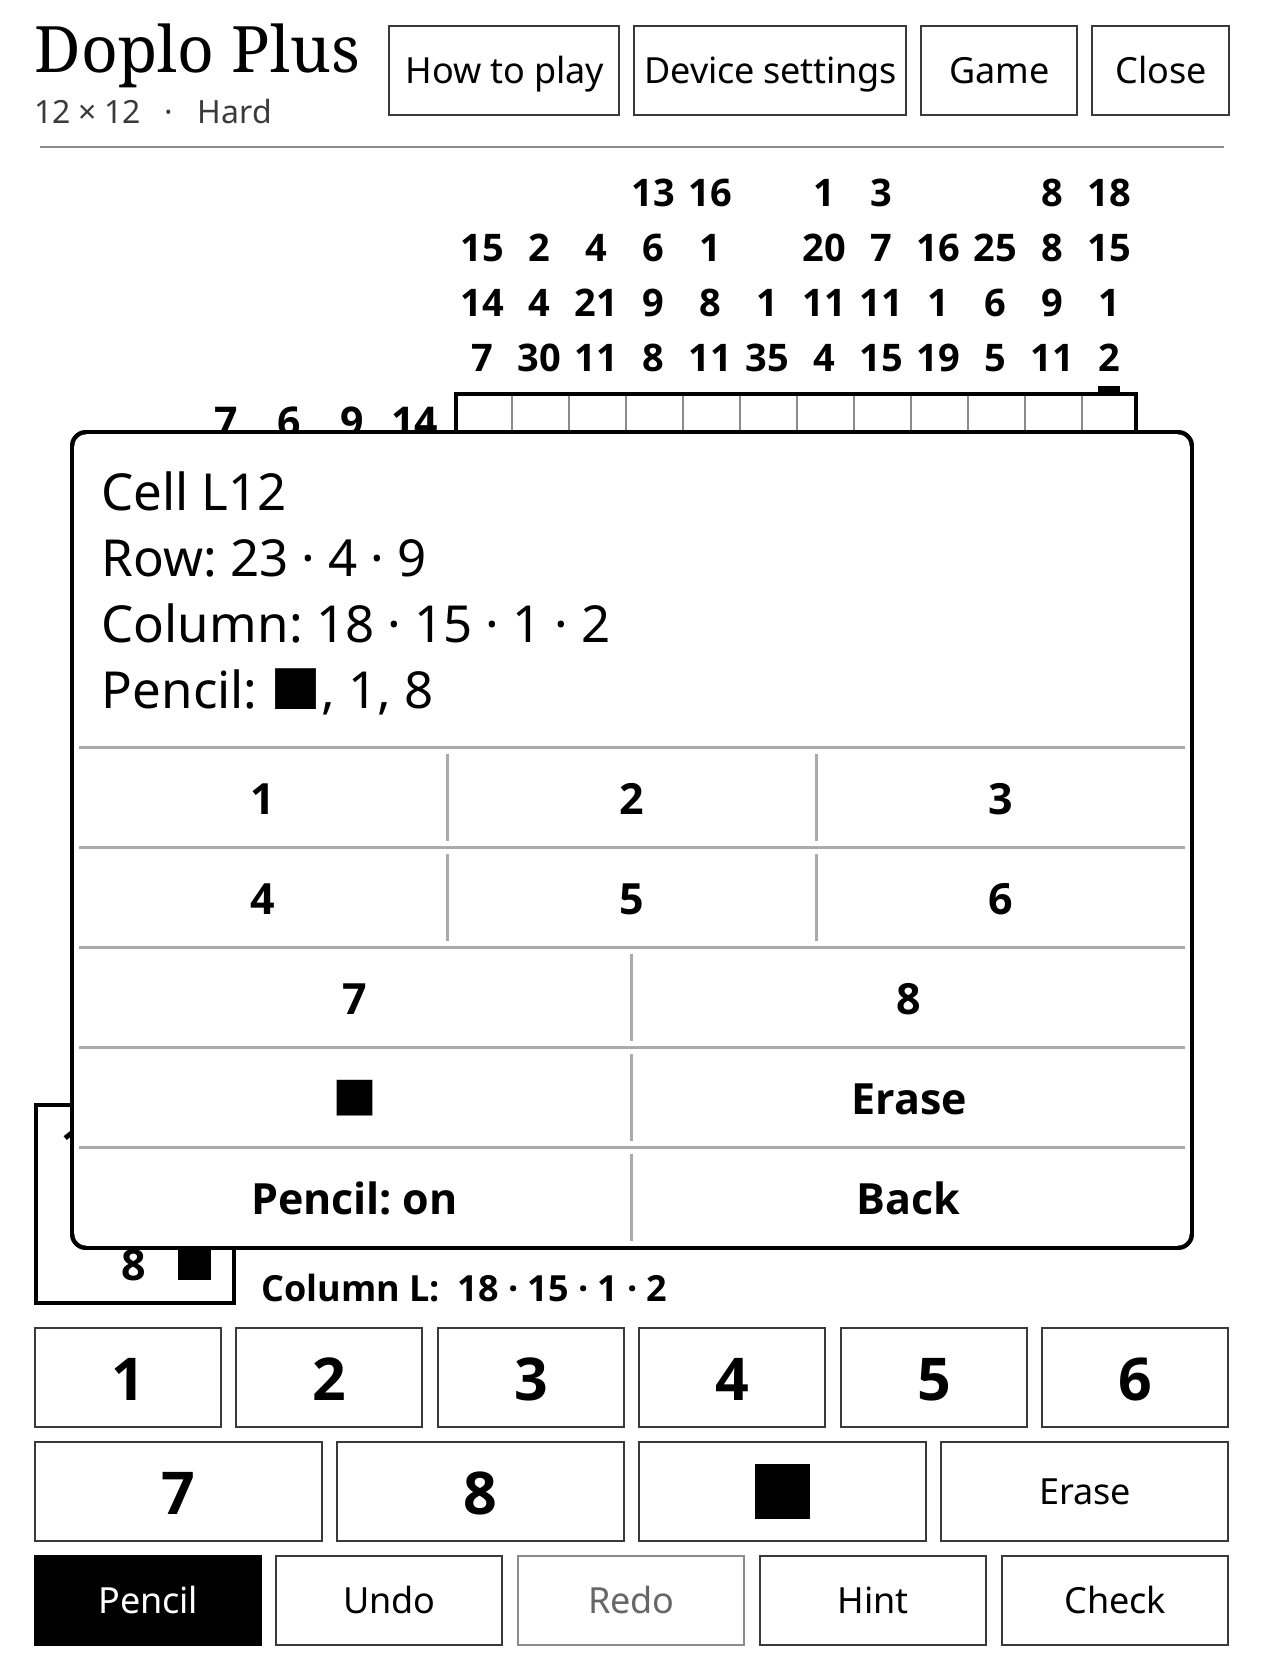 Doplo Plus
How to play
Device settings
Game
Close
12 × 12 · Hard
13 16 1 3 8 18
15 2 4 6 1 20 7 16 25 8 15
14 4 21 9 8 1 11 11 1 6 9 1
7 30 11 8 11 35 4 15 19 5 11 2
7 6 9 14
Cell L12
Row: 23 · 4 · 9
Column: 18 · 15 · 1 · 2
Pencil: ■, 1, 8
1 2 3
4 5 6
7 8
■ Erase
Pencil: on Back
8 ■
Column L: 18 · 15 · 1 · 2
1 2 3 4 5 6
7 8 ■ Erase
Pencil Undo Redo Hint Check